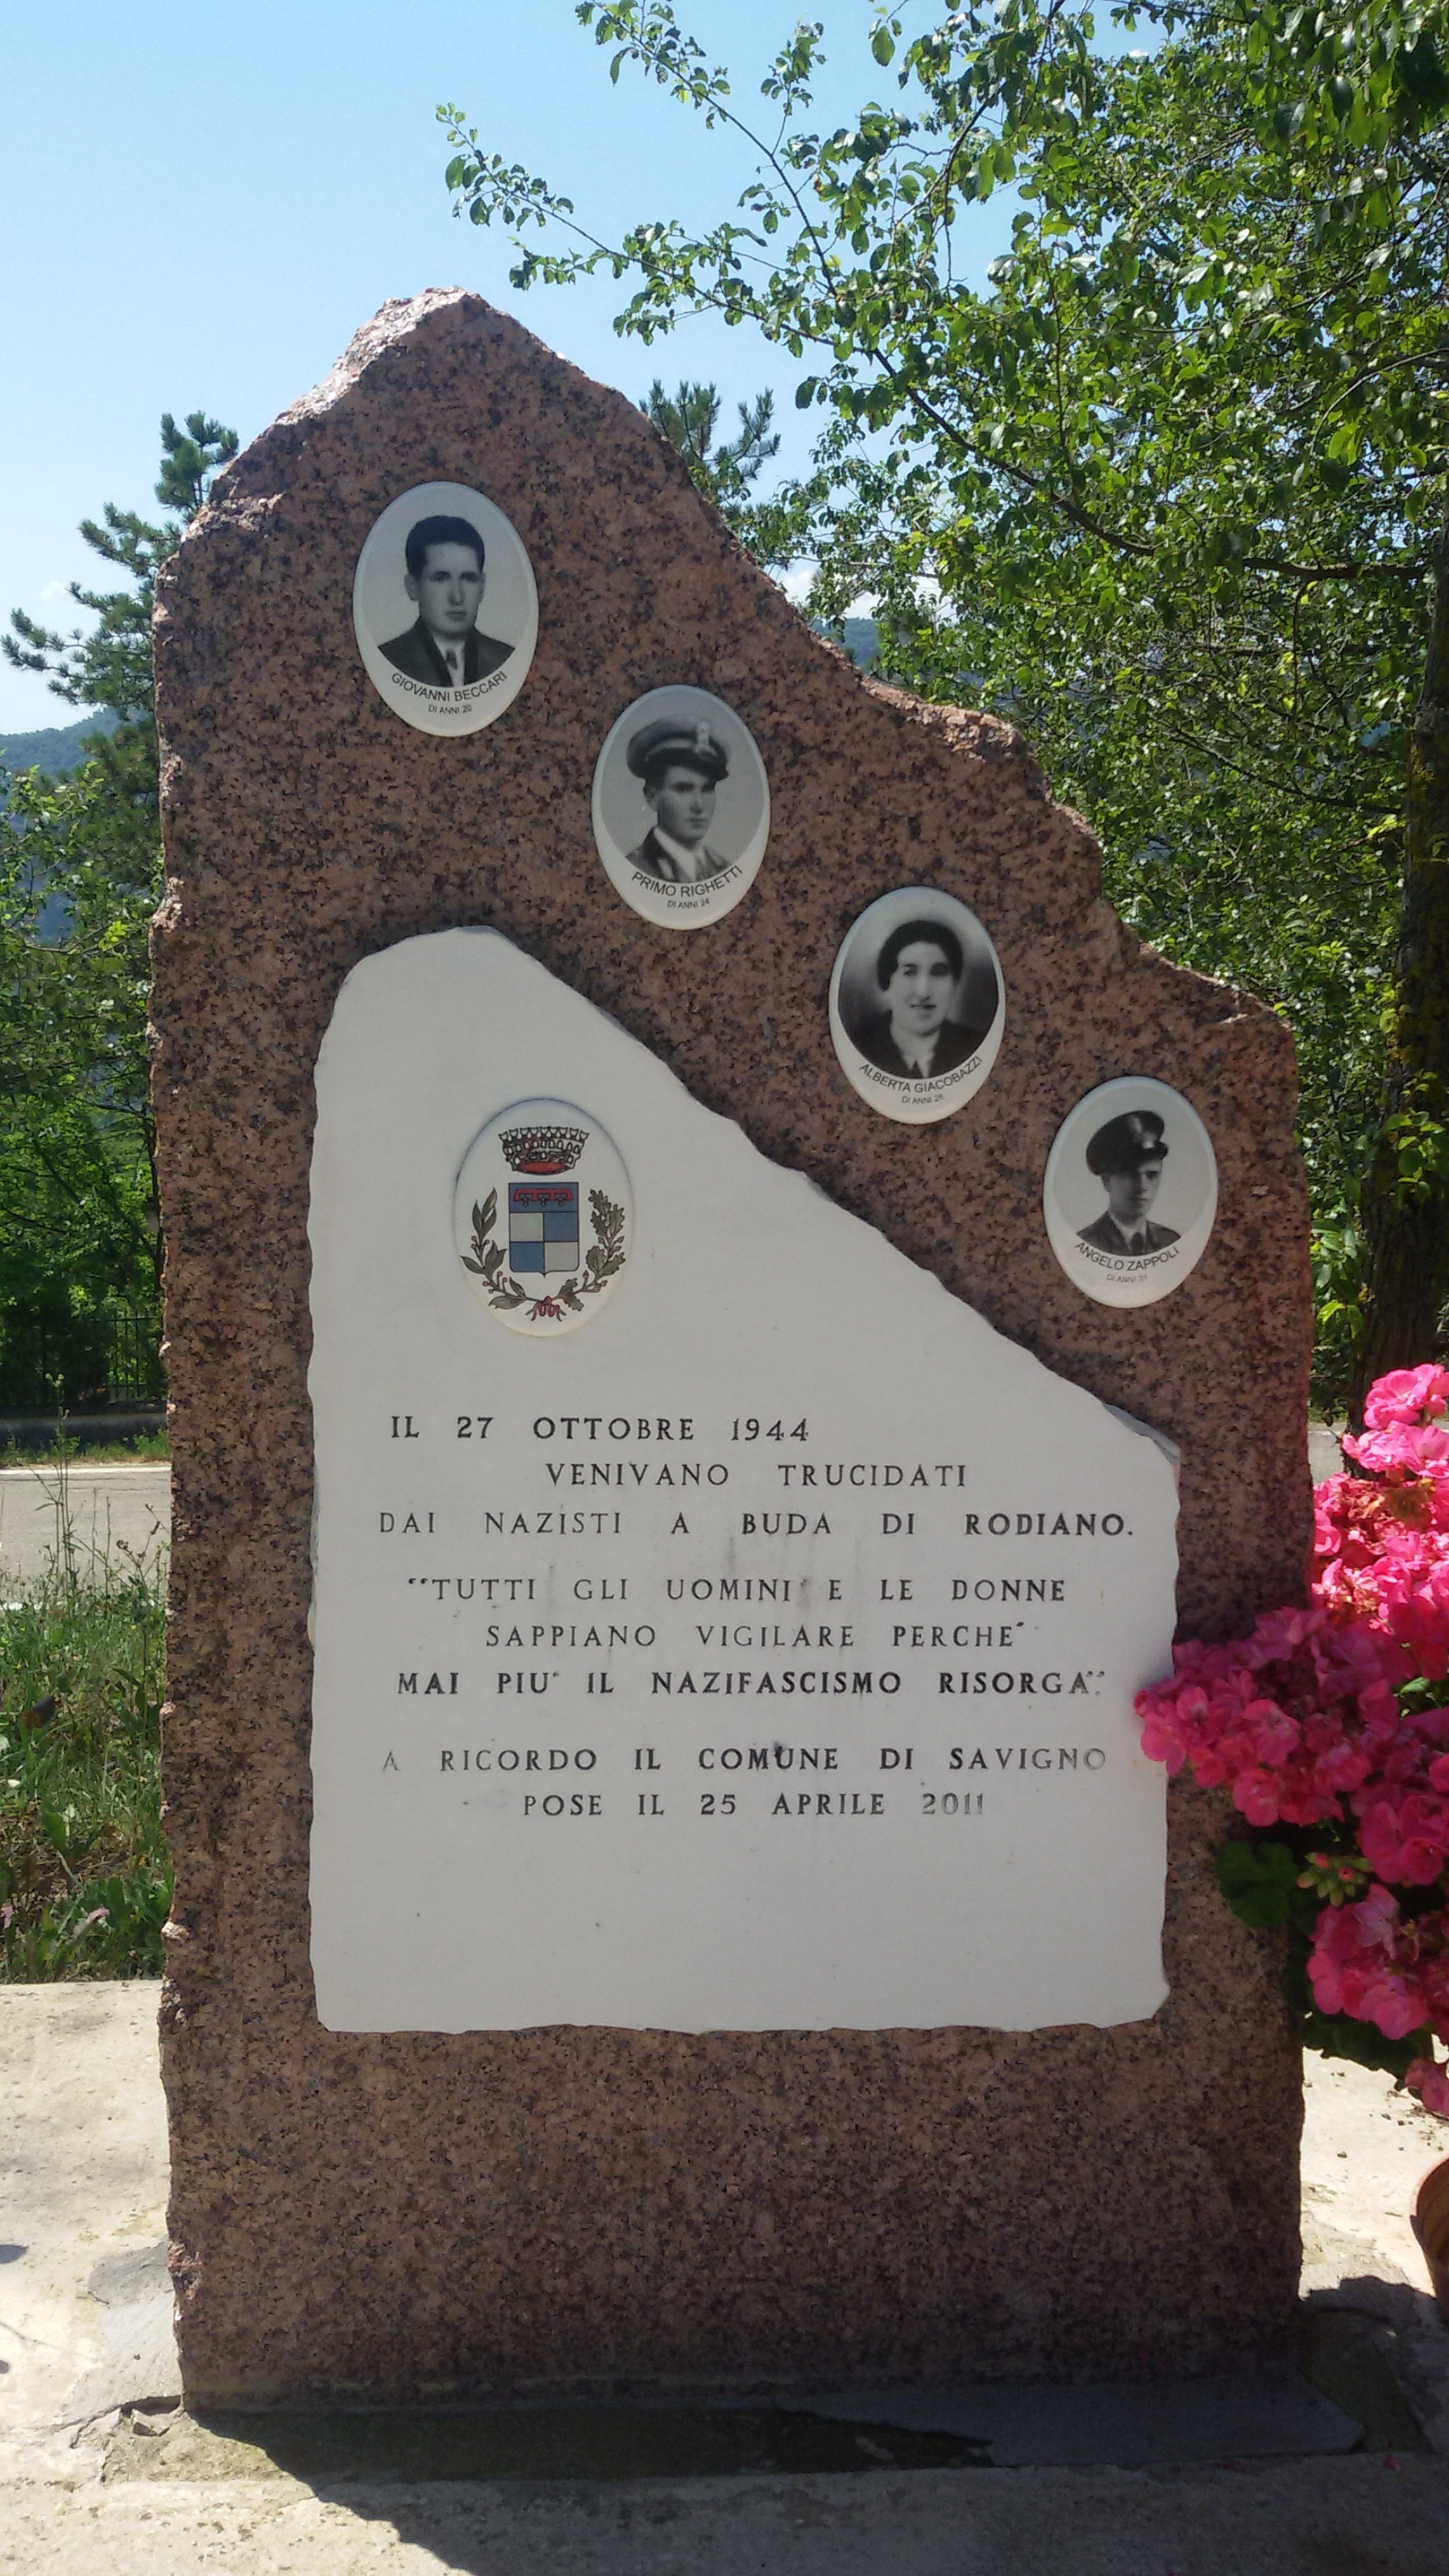 GIOVANNI BECCARI
DI ANNI 20
PRIMO RIGHETTI
DI ANNI 24
ALBERTA GIACOBAZZI
DI ANNI 26
ANGELO ZAPPOLI
DI ANNI
IL 27 OTTOBRE 1944
VENIVANO TRUCIDATI
DAI NAZISTI A BUDA DI RODIANO.
"TUTTI GLI UOMINI E LE DONNE
SAPPIANO VIGILARE PERCHE'
MAI PIU' IL NAZIFASCISMO RISORGA".
A RICORDO IL COMUNE DI SAVIGNO
POSE IL 25 APRILE 2011